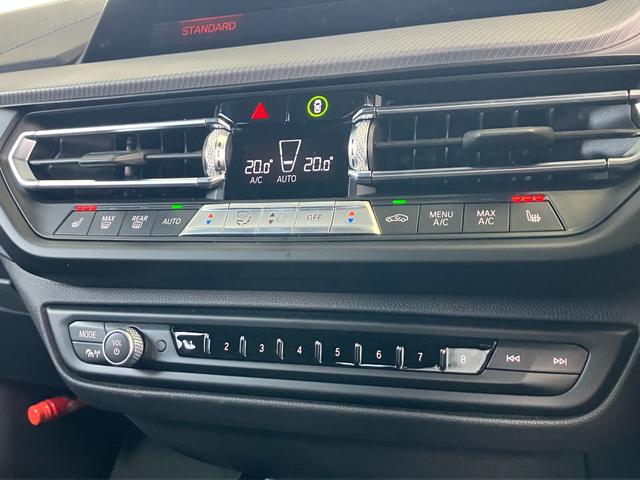 STANDARD
20.0 20.0
A/C AUTO
MAX REAR AUTO OFF MENU A/C MAX A/C
MODE
VOL
2 3 4 5 6 7 8